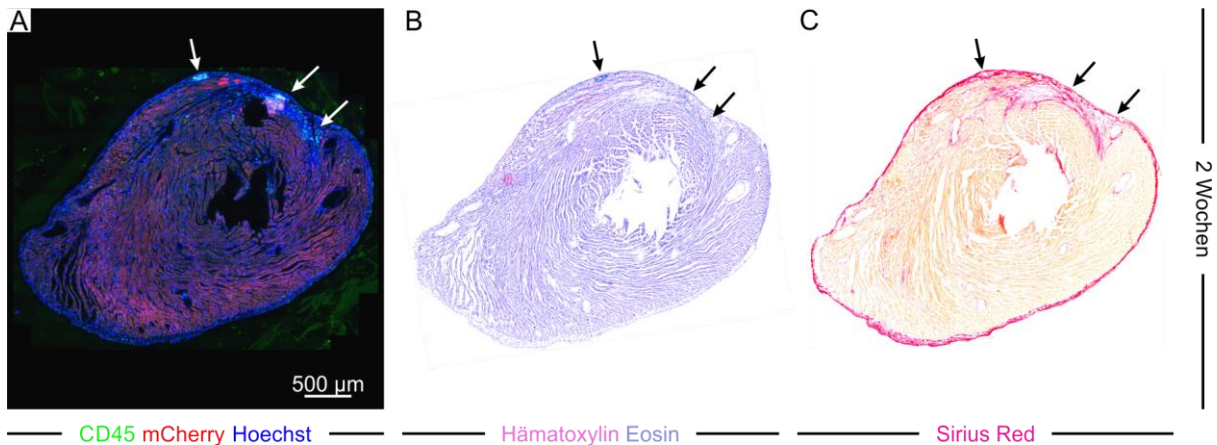 A
B
C
500 µm
2 Wochen
CD45 mCherry Hoechst
Hämatoxylin Eosin
Sirius Red